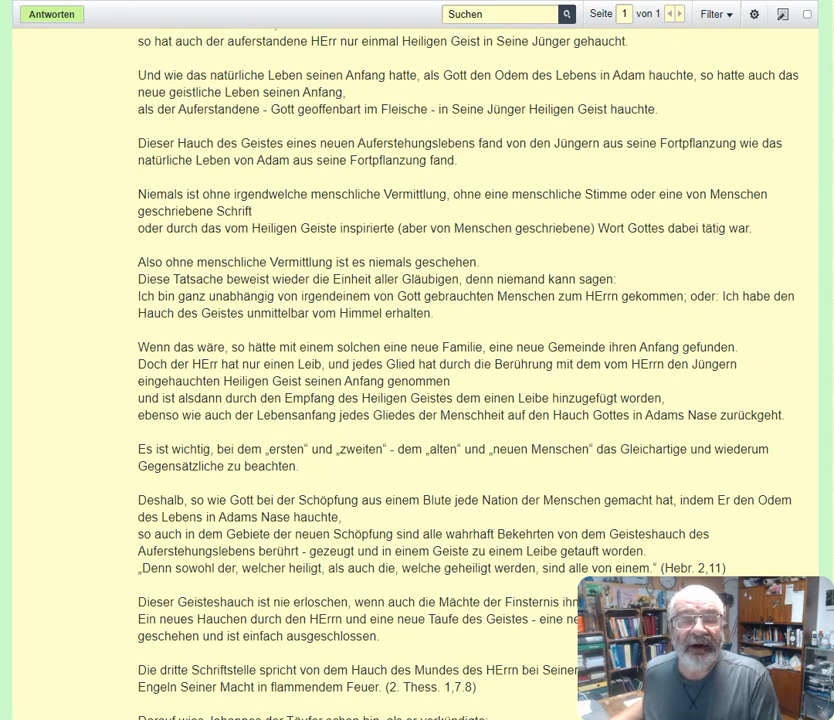 Antworten
Suchen
Seite 1 von 1
Filter
so hat auch der auferstandene HErr nur einmal Heiligen Geist in Seine Jünger gehaucht.
Und wie das natürliche Leben seinen Anfang hatte, als Gott den Odem des Lebens in Adam hauchte, so hatte auch das
neue geistliche Leben seinen Anfang,
als der Auferstandene - Gott geoffenbart im Fleische - in Seine Jünger Heiligen Geist hauchte.
Dieser Hauch des Geistes eines neuen Auferstehungslebens fand von den Jüngern aus seine Fortpflanzung wie das
natürliche Leben von Adam aus seine Fortpflanzung fand.
Niemals ist ohne irgendwelche menschliche Vermittlung, ohne eine menschliche Stimme oder eine von Menschen
geschriebene Schrift
oder durch das vom Heiligen Geiste inspirierte (aber von Menschen geschriebene) Wort Gottes dabei tätig war.
Also ohne menschliche Vermittlung ist es niemals geschehen.
Diese Tatsache beweist wieder die Einheit aller Gläubigen, denn niemand kann sagen:
Ich bin ganz unabhängig von irgendeinem von Gott gebrauchten Menschen zum HErrn gekommen; oder: Ich habe den
Hauch des Geistes unmittelbar vom Himmel erhalten.
Wenn das wäre, so hätte mit einem solchen eine neue Familie, eine neue Gemeinde ihren Anfang gefunden.
Doch der HErr hat nur einen Leib, und jedes Glied hat durch die Berührung mit dem vom HErrn den Jüngern
eingehauchten Heiligen Geist seinen Anfang genommen
und ist alsdann durch den Empfang des Heiligen Geistes dem einen Leibe hinzugefügt worden,
ebenso wie auch der Lebensanfang jedes Gliedes der Menschheit auf den Hauch Gottes in Adams Nase zurückgeht.
Es ist wichtig, bei dem „ersten“ und „zweiten“ - dem „alten“ und „neuen Menschen“ das Gleichartige und wiederum
Gegensätzliche zu beachten.
Deshalb, so wie Gott bei der Schöpfung aus einem Blute jede Nation der Menschen gemacht hat, indem Er den Odem
des Lebens in Adams Nase hauchte,
so auch in dem Gebiete der neuen Schöpfung sind alle wahrhaft Bekehrten von dem Geisteshauch des
Auferstehungslebens berührt - gezeugt und in einem Geiste zu einem Leibe getauft worden.
„Denn sowohl der, welcher heiligt, als auch die, welche geheiligt werden, sind alle von einem.“ (Hebr. 2,11)
Dieser Geisteshauch ist nie erloschen, wenn auch die Mächte der Finsternis
Ein neues Hauchen durch den HErrn und eine neue Taufe des Geistes - eine
geschehen und ist einfach ausgeschlossen.
Die dritte Schriftstelle spricht von dem Hauch des Mundes des HErrn bei Seiner
Engeln Seiner Macht in flammendem Feuer. (2. Thess. 1,7.8)